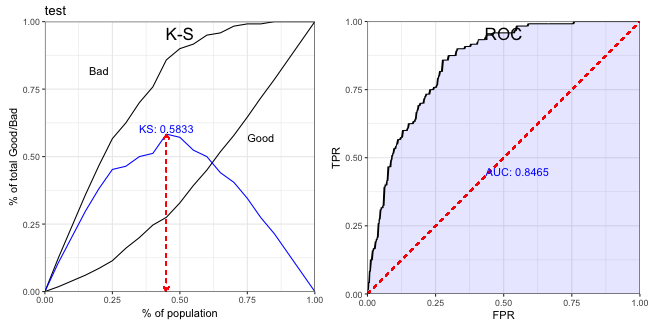 test
K-S
Bad
KS: 0.5833
Good
% of total Good/Bad
1.00
0.75
0.50
0.25
0.00
0.00 0.25 0.50 0.75 1.00
% of population
ROC
AUC: 0.8465
TPR
1.00
0.75
0.50
0.25
0.00
0.00 0.25 0.50 0.75 1.00
FPR